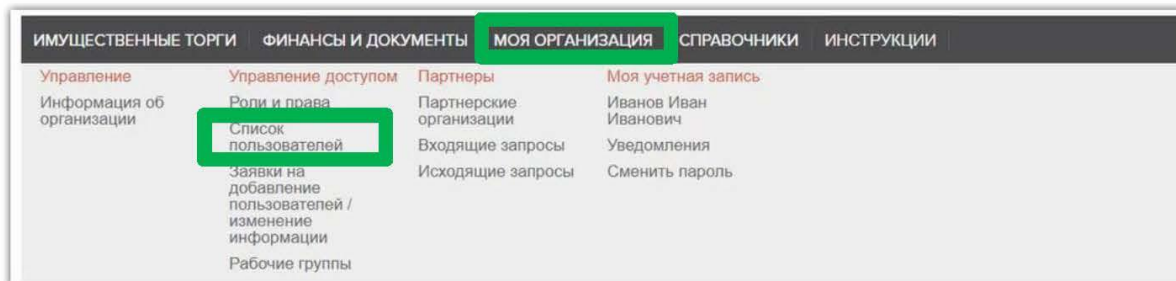 ИМУЩЕСТВЕННЫЕ ТОРГИ ФИНАНСЫ И ДОКУМЕНТЫ МОЯ ОРГАНИЗАЦИЯ СПРАВОЧНИКИ ИНСТРУКЦИИ
Управление
Информация об
организации
Управление доступом
Роли и права
Список
пользователей
Заявки на
добавление
пользователей /
изменение
информации
Рабочие группы
Партнеры
Партнерские
организации
Входящие запросы
Исходящие запросы
Моя учетная запись
Иванов Иван
Иванович
Уведомления
Сменить пароль